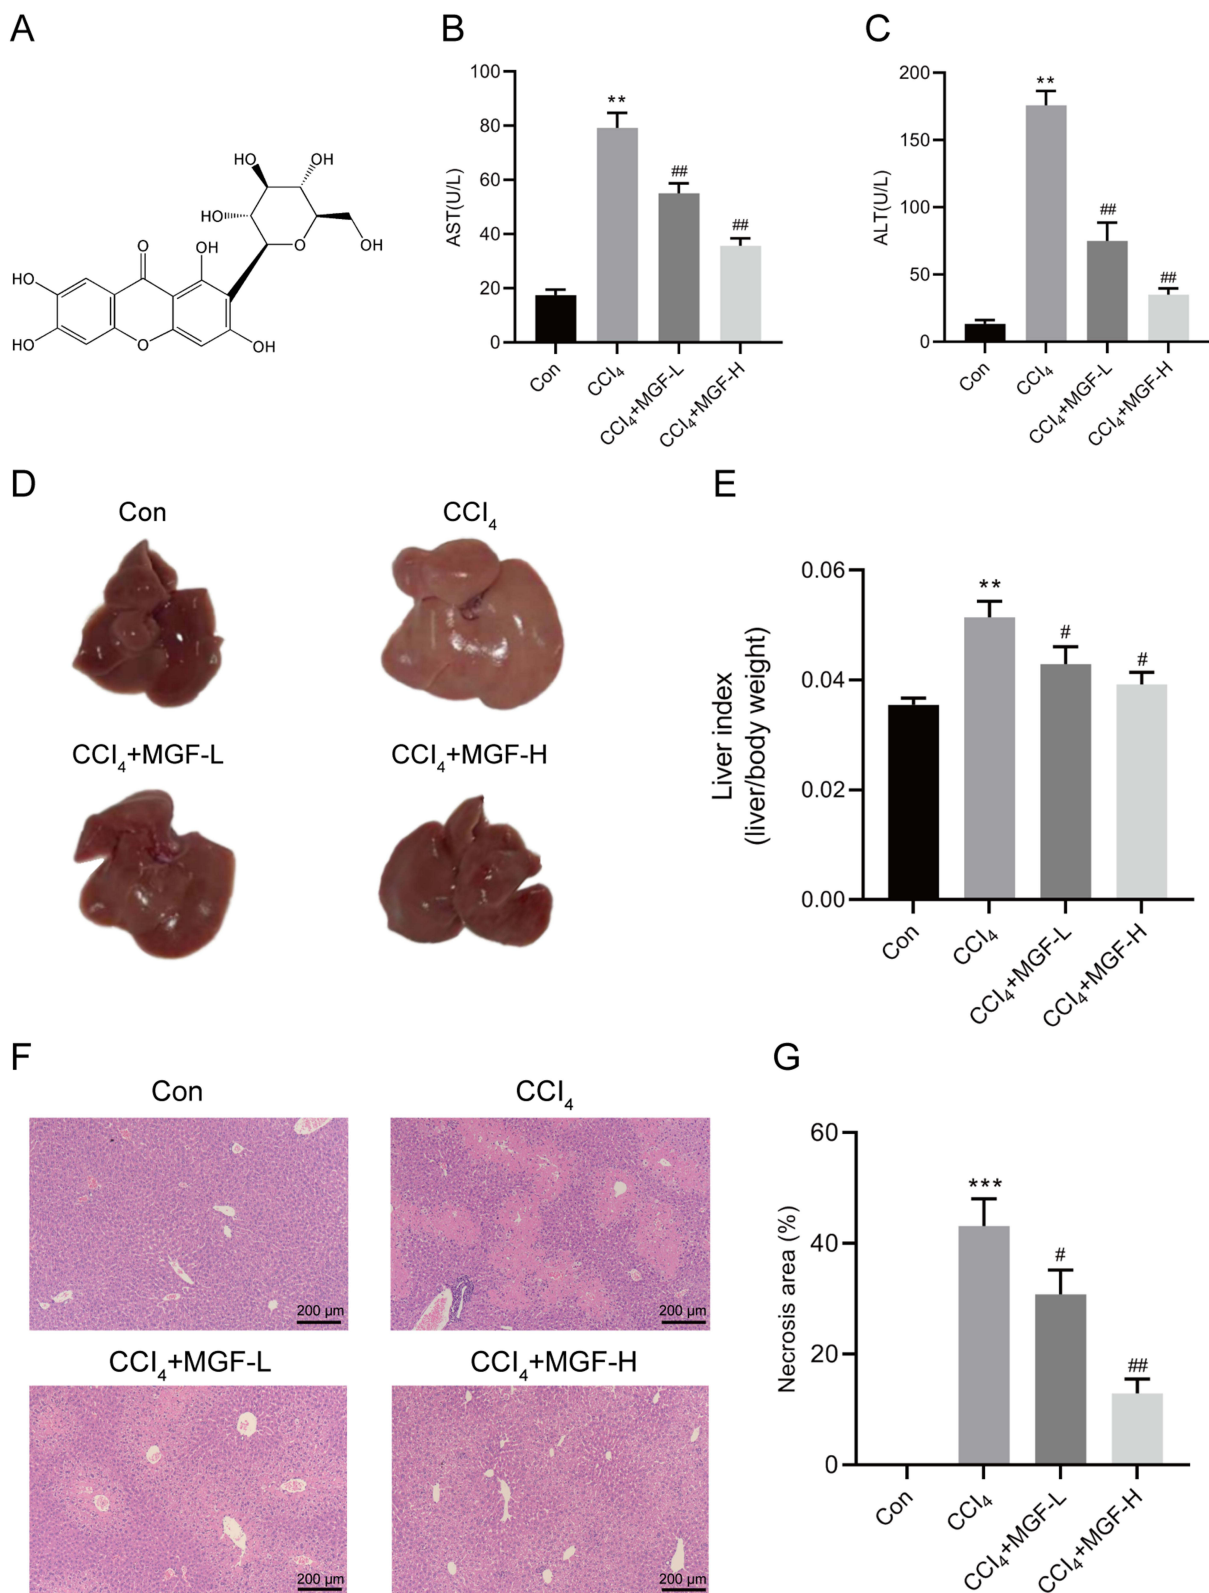 A
HO
OH
HO
OH
O
OH
O
OH
HO
HO
O
OH
B
AST(U/L)
100
80
60
40
20
0
**
##
##
Con
CCl₄
CCl₄+MGF-L
CCl₄+MGF-H
C
ALT(U/L)
200
150
100
50
0
**
##
##
Con
CCl₄
CCl₄+MGF-L
CCl₄+MGF-H
D
Con
CCl₄
CCl₄+MGF-L
CCl₄+MGF-H
E
Liver index
(liver/body weight)
0.06
0.04
0.02
0.00
**
#
#
Con
CCl₄
CCl₄+MGF-L
CCl₄+MGF-H
F
Con
CCl₄
200 μm
200 μm
CCl₄+MGF-L
CCl₄+MGF-H
200 μm
200 μm
G
Necrosis area (%)
60
40
20
0
***
#
##
Con
CCl₄
CCl₄+MGF-L
CCl₄+MGF-H